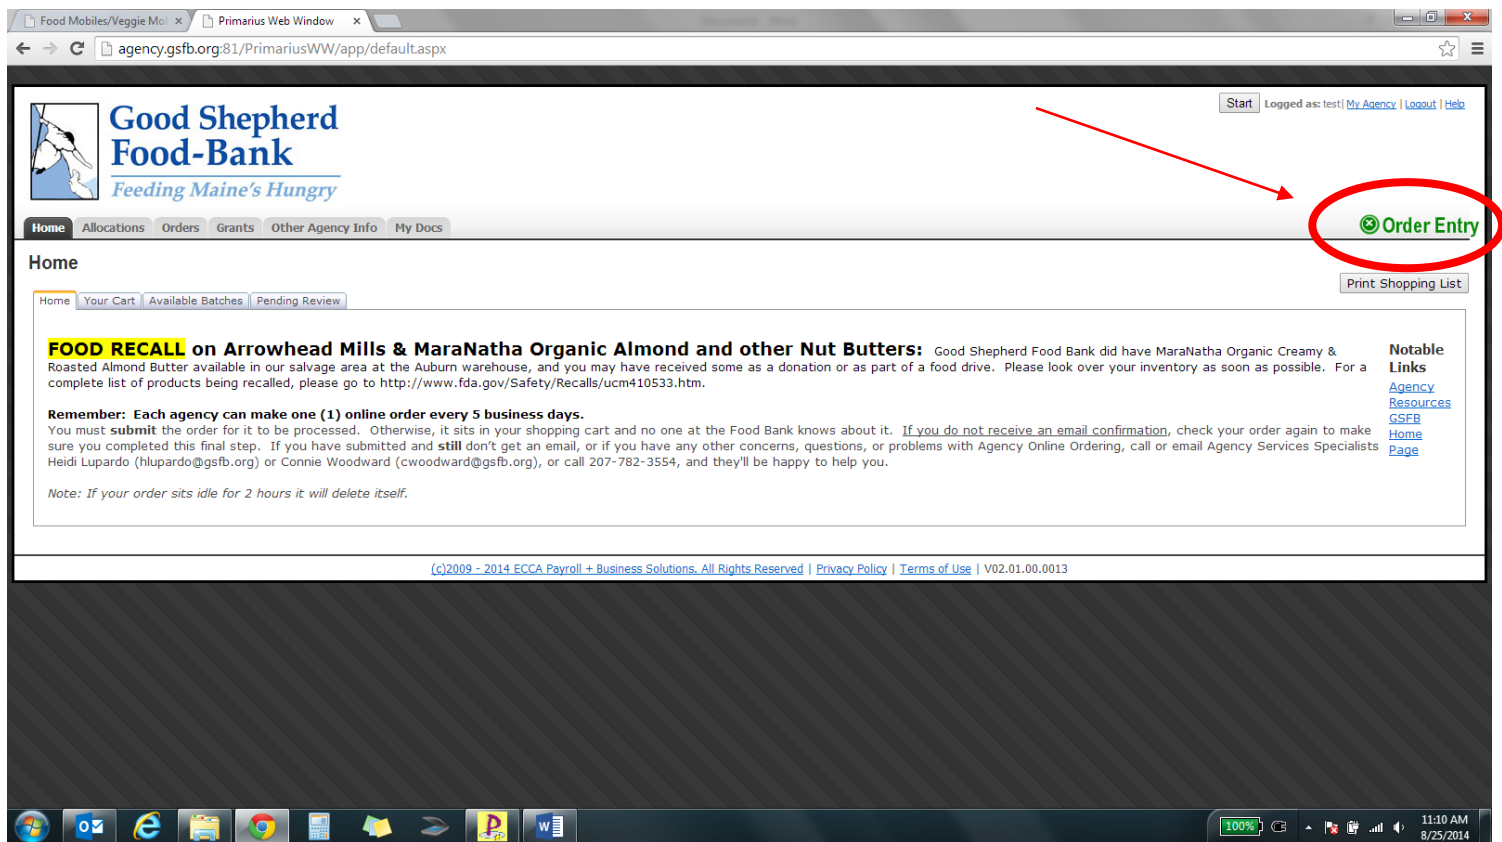 Food Mobiles/Veggie Mo
Primarius Web Window
agency.gsfb.org:81/PrimariusWW/app/default.aspx
Good Shepherd
Food-Bank
Feeding Maine's Hungry
Start Logged as: test| My Agency | Logout | Help
Home Allocations Orders Grants Other Agency Info My Docs
Order Entry
Home
Print Shopping List
Home Your Cart Available Batches Pending Review
FOOD RECALL on Arrowhead Mills & MaraNatha Organic Almond and other Nut Butters: Good Shepherd Food Bank did have MaraNatha Organic Creamy &
Roasted Almond Butter available in our salvage area at the Auburn warehouse, and you may have received some as a donation or as part of a food drive. Please look over your inventory as soon as possible. For a
complete list of products being recalled, please go to http://www.fda.gov/Safety/Recalls/ucm410533.htm.
Remember: Each agency can make one (1) online order every 5 business days.
You must submit the order for it to be processed. Otherwise, it sits in your shopping cart and no one at the Food Bank knows about it. If you do not receive an email confirmation, check your order again to make
sure you completed this final step. If you have submitted and still don't get an email, or if you have any other concerns, questions, or problems with Agency Online Ordering, call or email Agency Services Specialists
Heidi Lupardo (hlupardo@gsfb.org) or Connie Woodward (cwoodward@gsfb.org), or call 207-782-3554, and they'll be happy to help you.
Note: If your order sits idle for 2 hours it will delete itself.
Notable
Links
Agency
Resources
GSFB
Home
Page
(c)2009 - 2014 ECCA Payroll + Business Solutions. All Rights Reserved | Privacy Policy | Terms of Use | V02.01.00.0013
100%
11:10 AM
8/25/2014